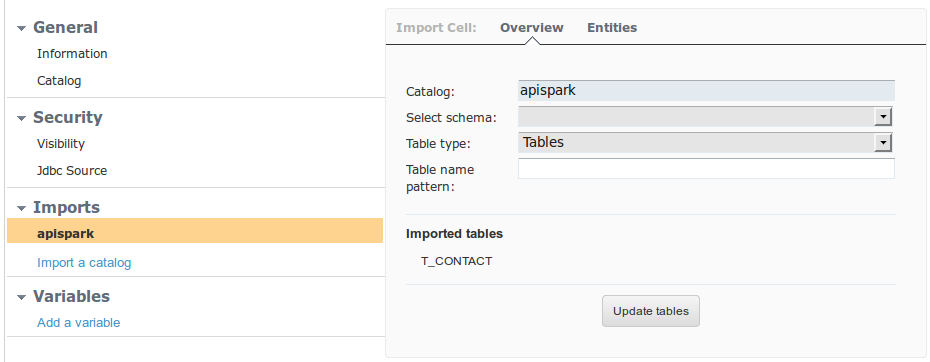 General
Information
Catalog
Security
Visibility
Jdbc Source
Imports
apispark
Import a catalog
Variables
Add a variable
Import Cell: Overview Entities
Catalog: apispark
Select schema:
Table type: Tables
Table name
pattern:
Imported tables
T_CONTACT
Update tables